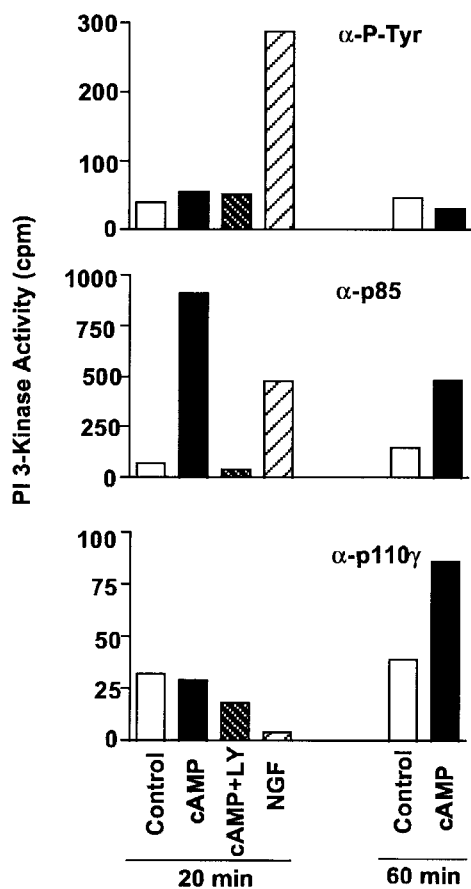 PI 3-Kinase Activity (cpm)
300
200
100
50
0
α-P-Tyr
1000
750
500
250
0
α-p85
100
75
50
25
0
α-p110γ
Control
cAMP
cAMP+LY
NGF
Control
cAMP
20 min
60 min